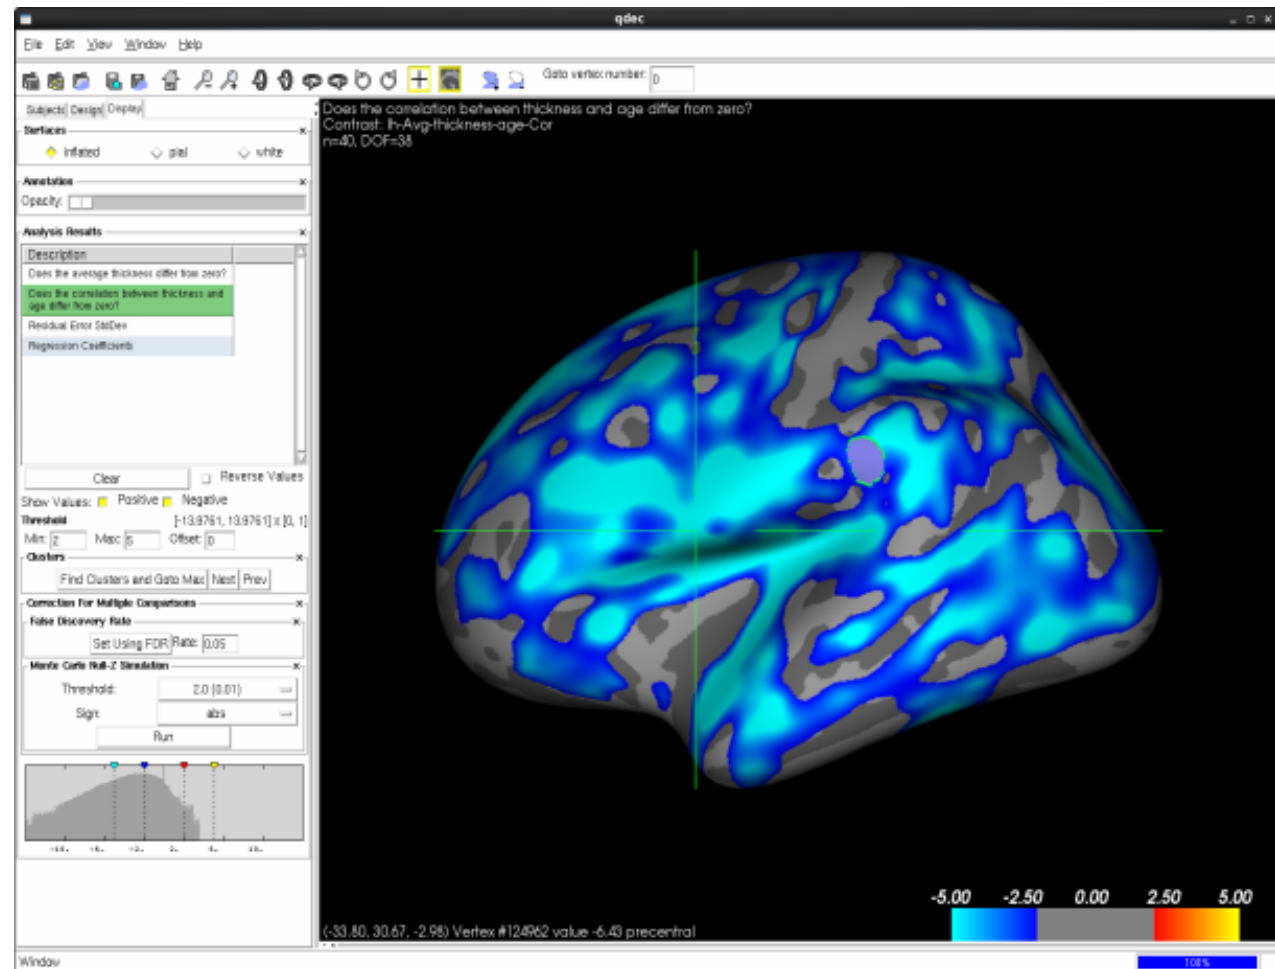 qdec
File Edit View Window Help
Goto vertex number: 0
Subjects Design Display
Surfaces
inflated pial white
Annotation
Opacity:
Analysis Results
Description
Does the average thickness differ from zero?
Does the correlation between thickness and
age differ from zero?
Residual Error StdDev
Regression Coefficients
Clear Reverse Values
Show Values: Positive Negative
Threshold [-13.9761, 13.9761] x [0, 1]
Min: 2 Max: 5 Offset: 0
Clusters
Find Clusters and Goto Max Next Prev
Correction For Multiple Comparisons
False Discovery Rate
Set Using FDR Rate: 0.05
Monte Carlo Null-Z Simulation
Threshold: 2.0 (0.01)
Sign: abs
Run
Does the correlation between thickness and age differ from zero?
Contrast: lh-Avg-thickness-age-Cor
n=40, DOF=38
-5.00 -2.50 0.00 2.50 5.00
(-33.80, 30.67, -2.98) Vertex #124962 value -6.43 precentral
Window
100%